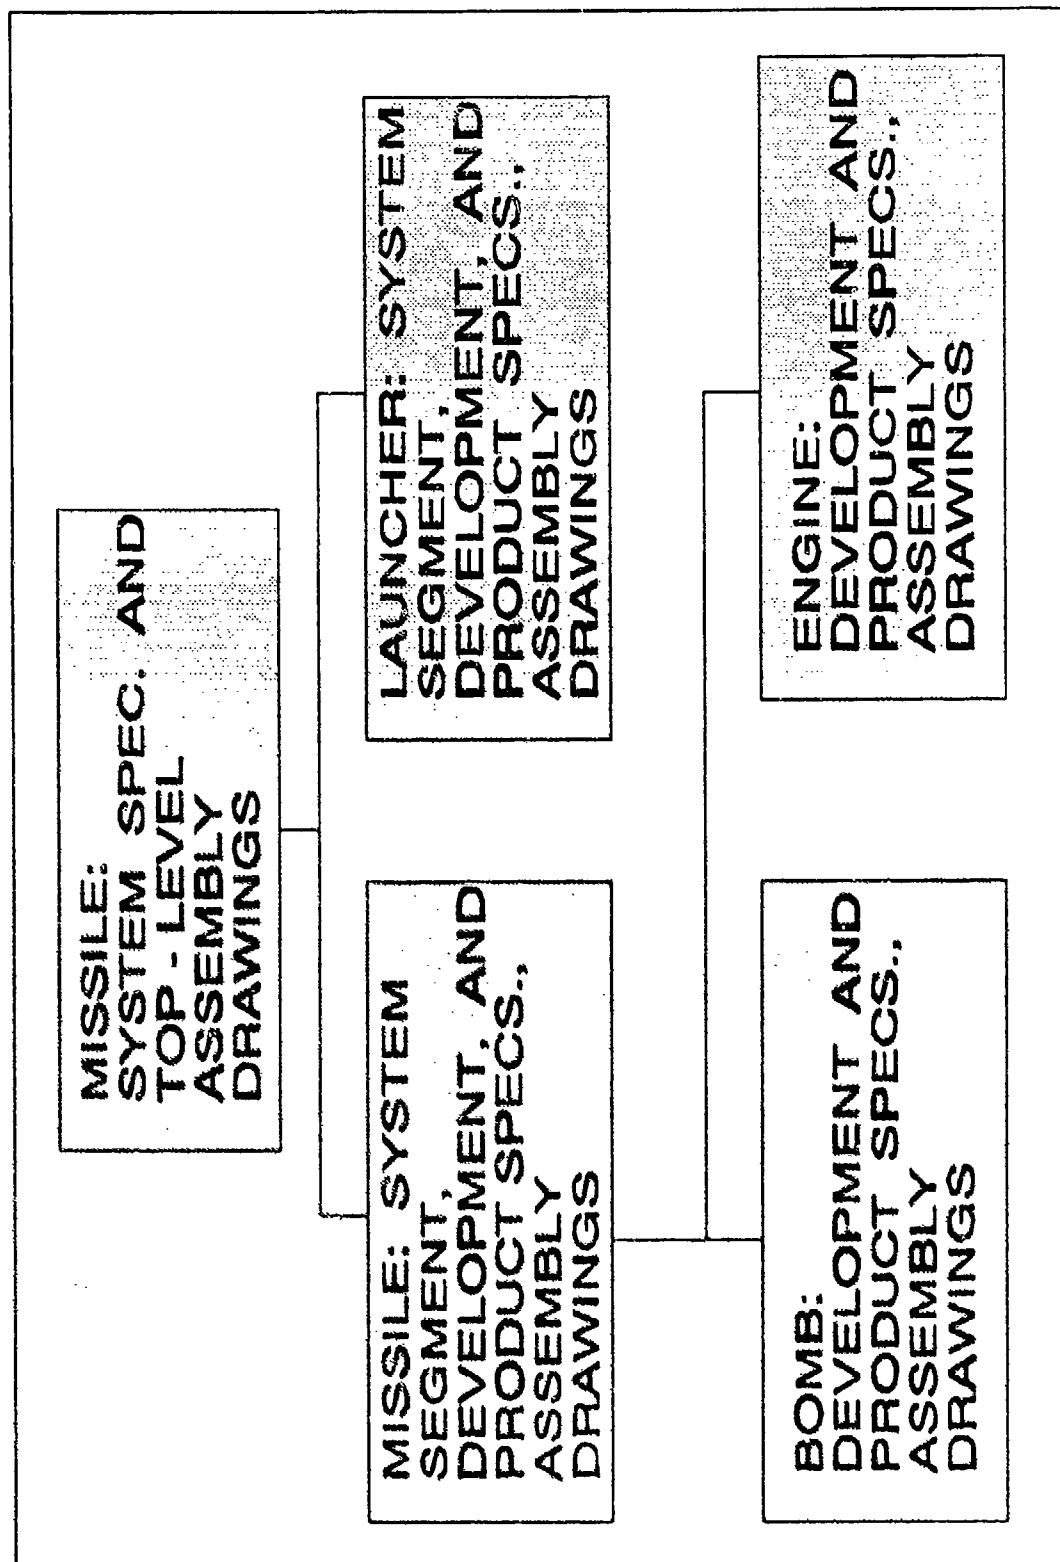 MISSILE:
SYSTEM SPEC. AND
TOP - LEVEL
ASSEMBLY
DRAWINGS
MISSILE: SYSTEM
SEGMENT,
DEVELOPMENT, AND
PRODUCT SPECS.,
ASSEMBLY
DRAWINGS
LAUNCHER: SYSTEM
SEGMENT,
DEVELOPMENT, AND
PRODUCT SPECS.,
ASSEMBLY
DRAWINGS
BOMB:
DEVELOPMENT AND
PRODUCT SPECS.,
ASSEMBLY
DRAWINGS
ENGINE:
DEVELOPMENT AND
PRODUCT SPECS.,
ASSEMBLY
DRAWINGS